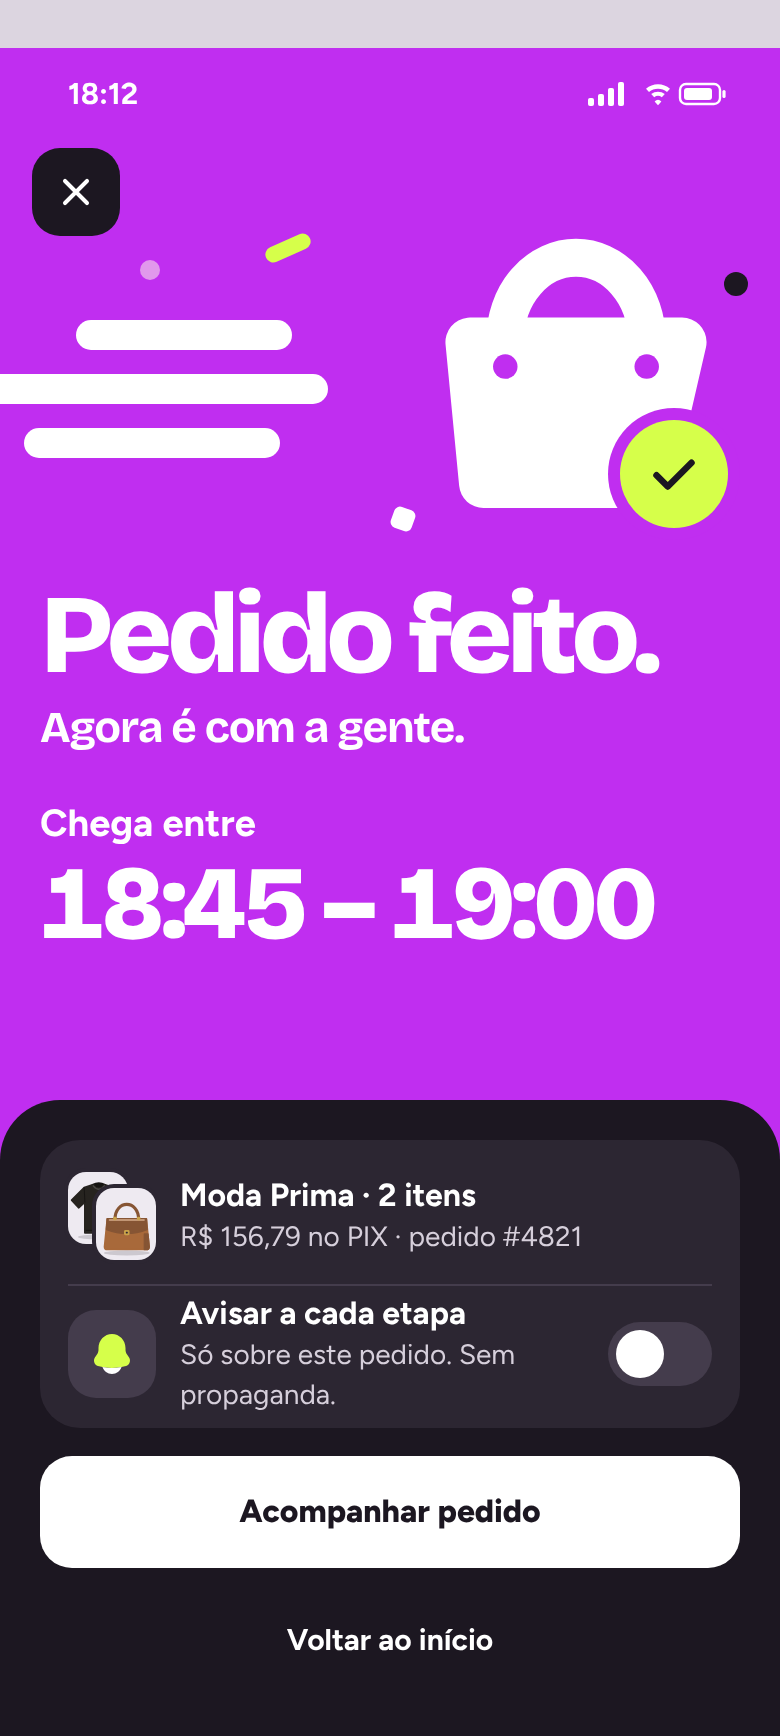 18:12
Pedido feito.
Agora é com a gente.
Chega entre
18:45 – 19:00
Moda Prima · 2 itens
R$ 156,79 no PIX · pedido #4821
Avisar a cada etapa
Só sobre este pedido. Sem
propaganda.
Acompanhar pedido
Voltar ao início